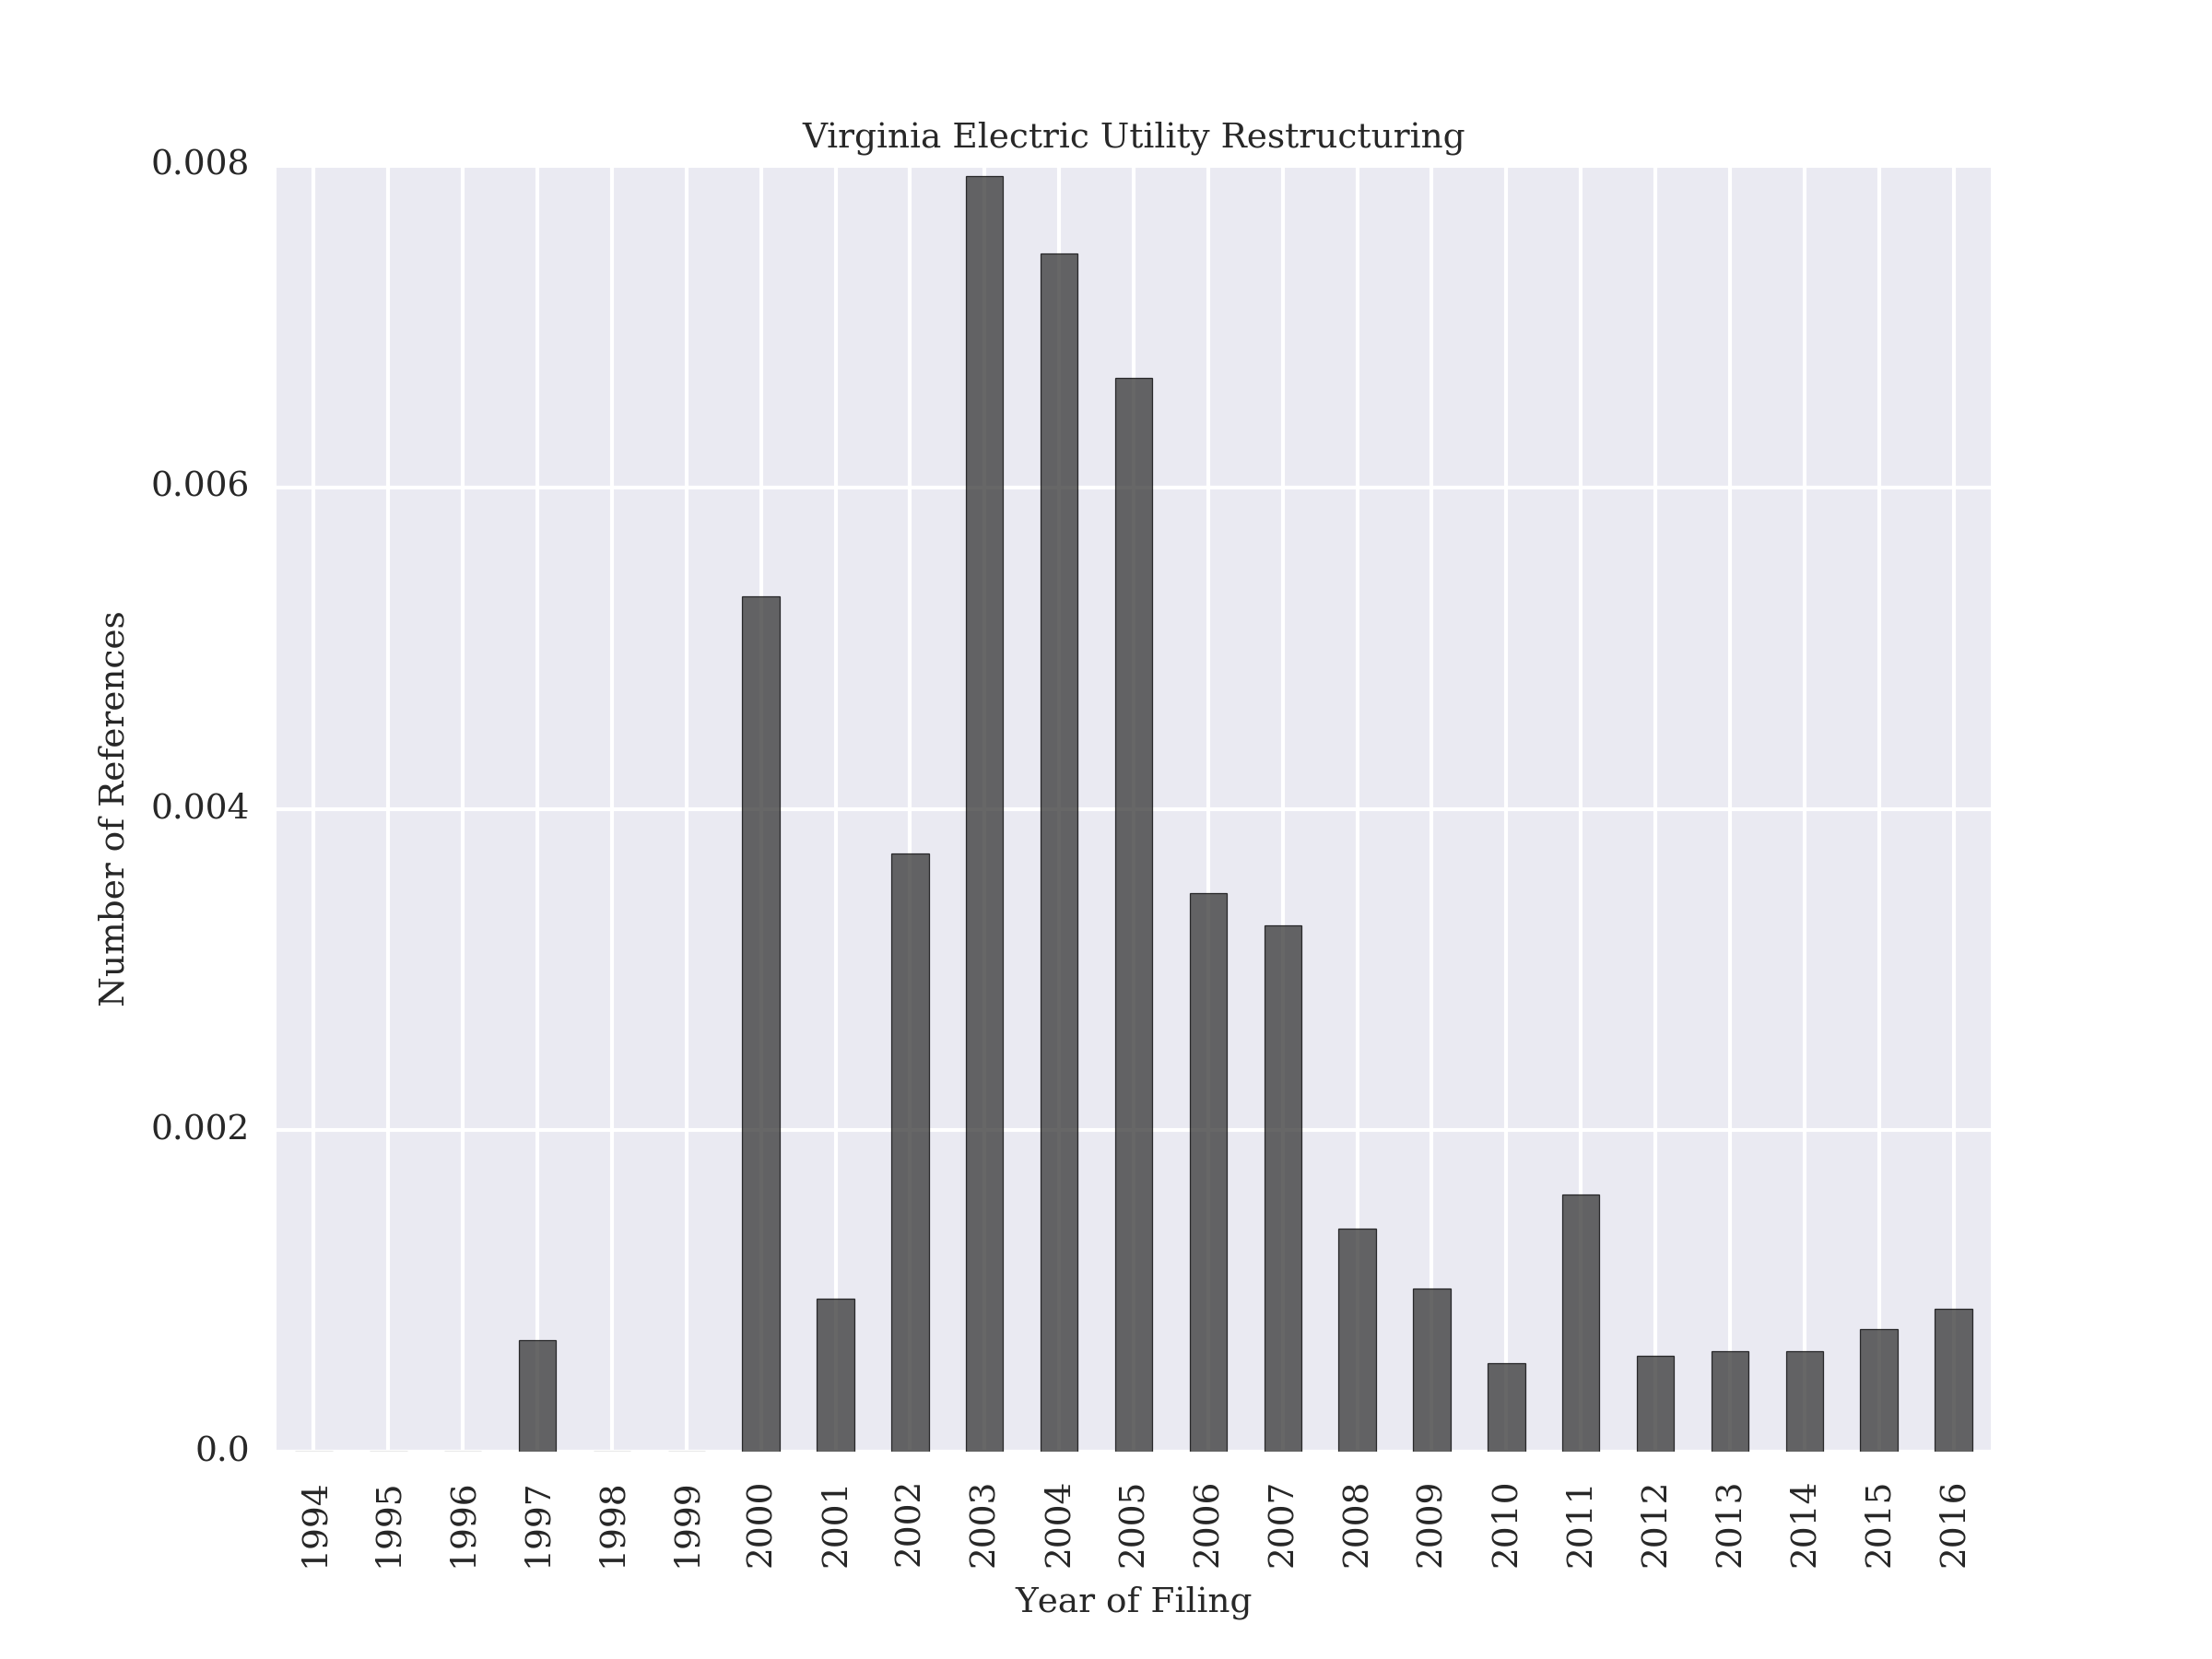 Virginia Electric Utility Restructuring
0.008
0.006
0.004
0.002
0.0
Number of References
1994 1995 1996 1997 1998 1999 2000 2001 2002 2003 2004 2005 2006 2007 2008 2009 2010 2011 2012 2013 2014 2015 2016
Year of Filing